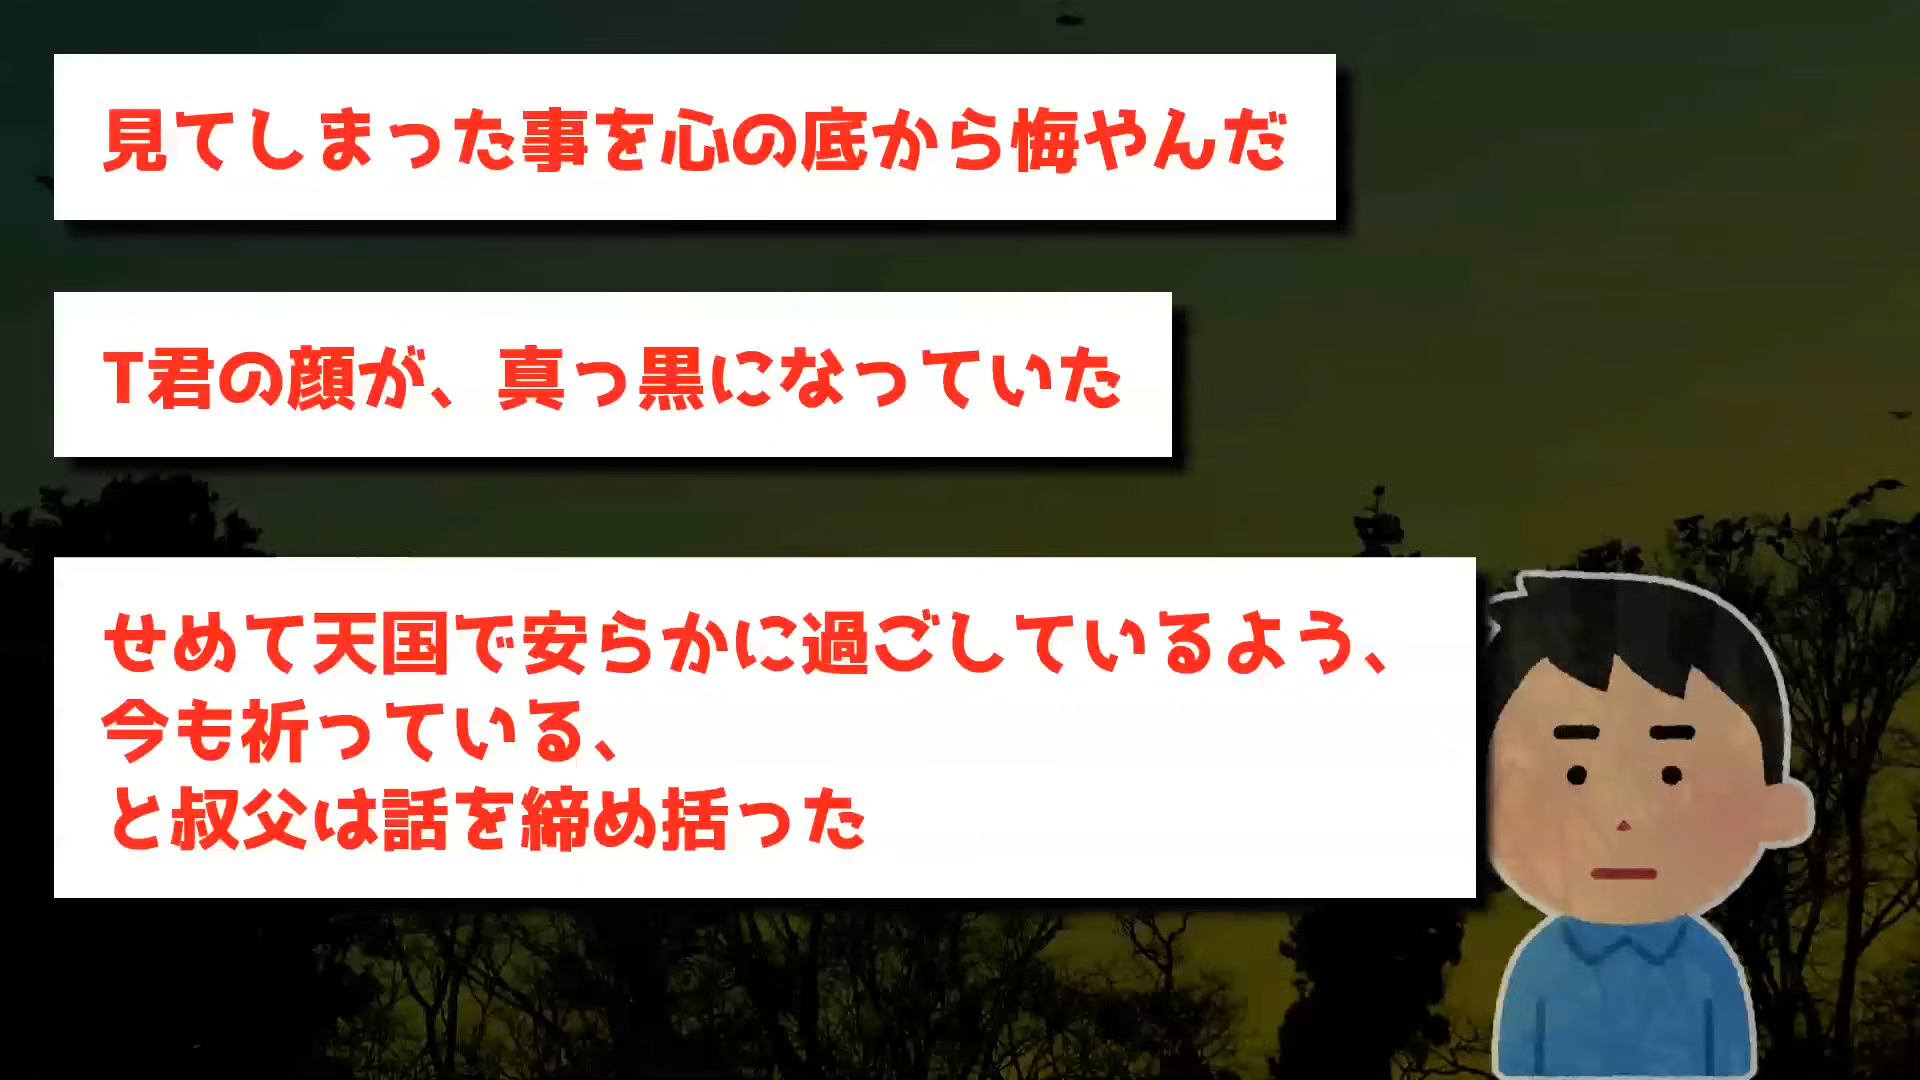 見てしまった事を心の底から悔やんだ
T君の顔が、真っ黒になっていた
せめて天国で安らかに過ごしているよう、
今も祈っている、
と叔父は話を締め括った